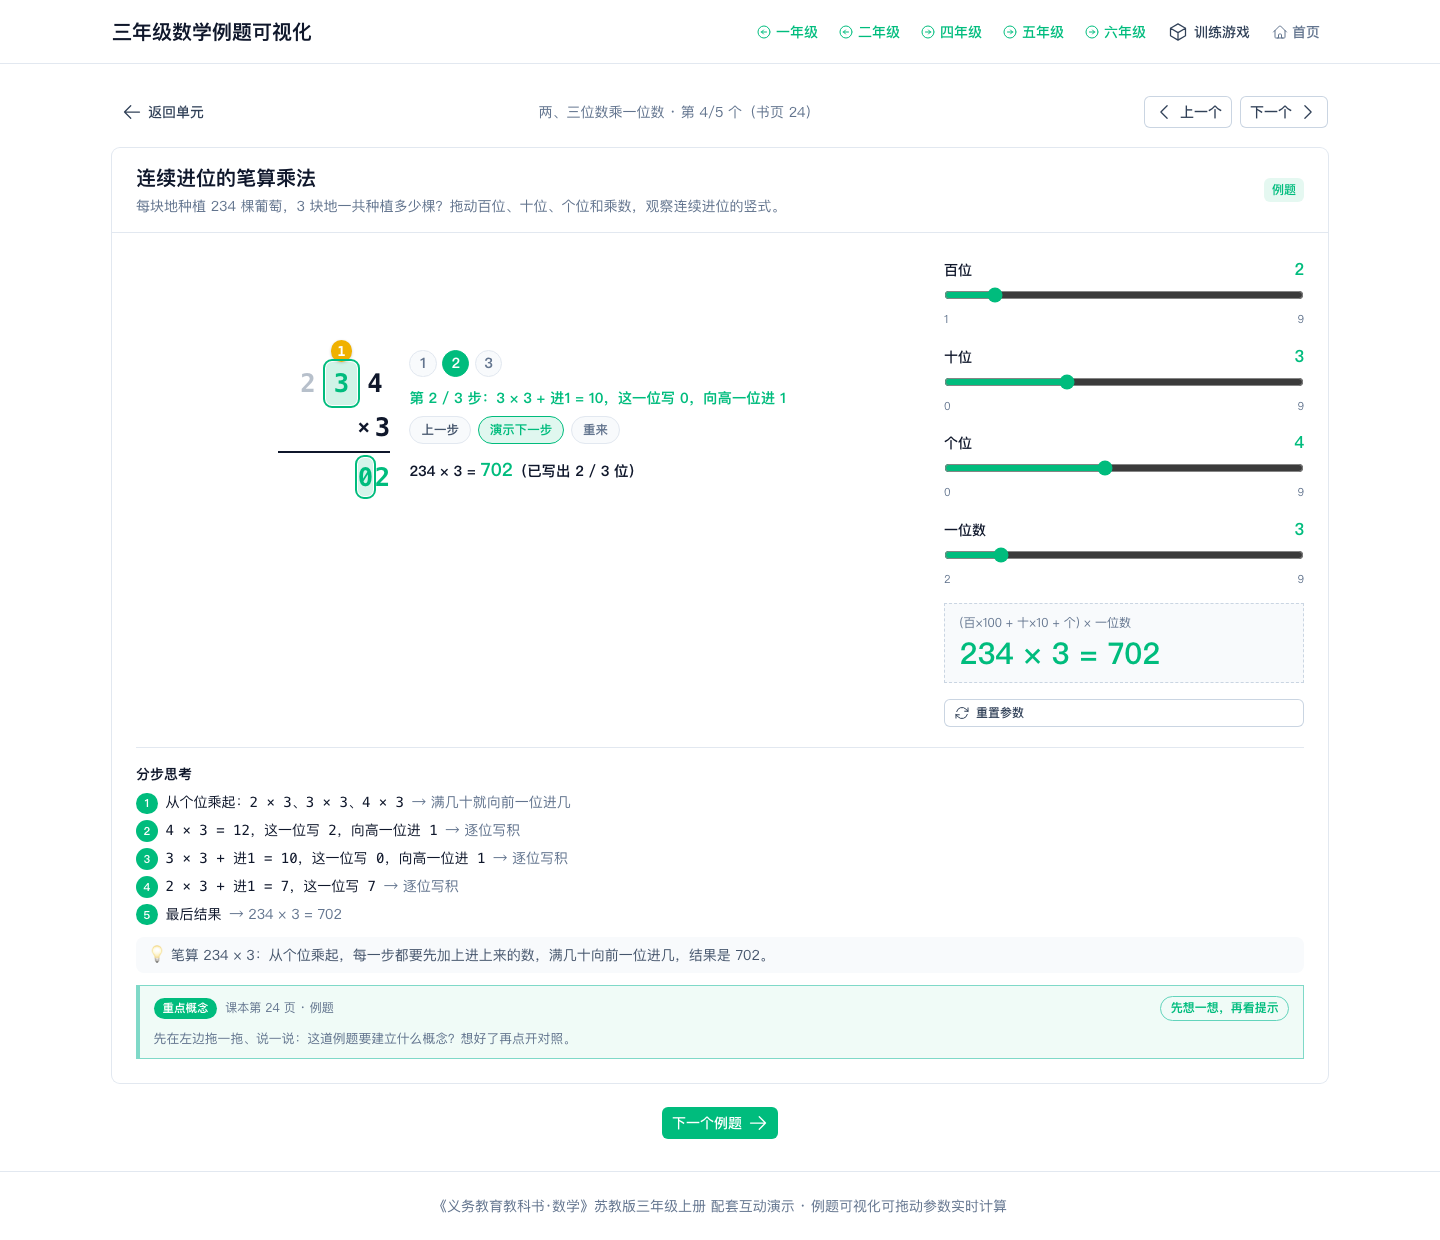 三年级数学例题可视化
一年级
二年级
四年级
五年级
六年级
训练游戏
首页
返回单元
两、三位数乘一位数 · 第 4/5 个（书页 24）
上一个
下一个
连续进位的笔算乘法
每块地种植 234 棵葡萄，3 块地一共种植多少棵？拖动百位、十位、个位和乘数，观察连续进位的竖式。
例题
1
2 3 4
× 3
0 2
1 2 3
第 2 / 3 步：3 × 3 + 进1 = 10，这一位写 0，向高一位进 1
上一步 演示下一步 重来
234 × 3 = 702（已写出 2 / 3 位）
百位 2
1 9
十位 3
0 9
个位 4
0 9
一位数 3
2 9
(百×100 + 十×10 + 个) × 一位数
234 × 3 = 702
重置参数
分步思考
1 从个位乘起：2 × 3、3 × 3、4 × 3 → 满几十就向前一位进几
2 4 × 3 = 12，这一位写 2，向高一位进 1 → 逐位写积
3 3 × 3 + 进1 = 10，这一位写 0，向高一位进 1 → 逐位写积
4 2 × 3 + 进1 = 7，这一位写 7 → 逐位写积
5 最后结果 → 234 × 3 = 702
💡 笔算 234 × 3：从个位乘起，每一步都要先加上进上来的数，满几十向前一位进几，结果是 702。
重点概念 课本第 24 页 · 例题
先想一想，再看提示
先在左边拖一拖、说一说：这道例题要建立什么概念？想好了再点开对照。
下一个例题
《义务教育教科书·数学》苏教版三年级上册 配套互动演示 · 例题可视化可拖动参数实时计算